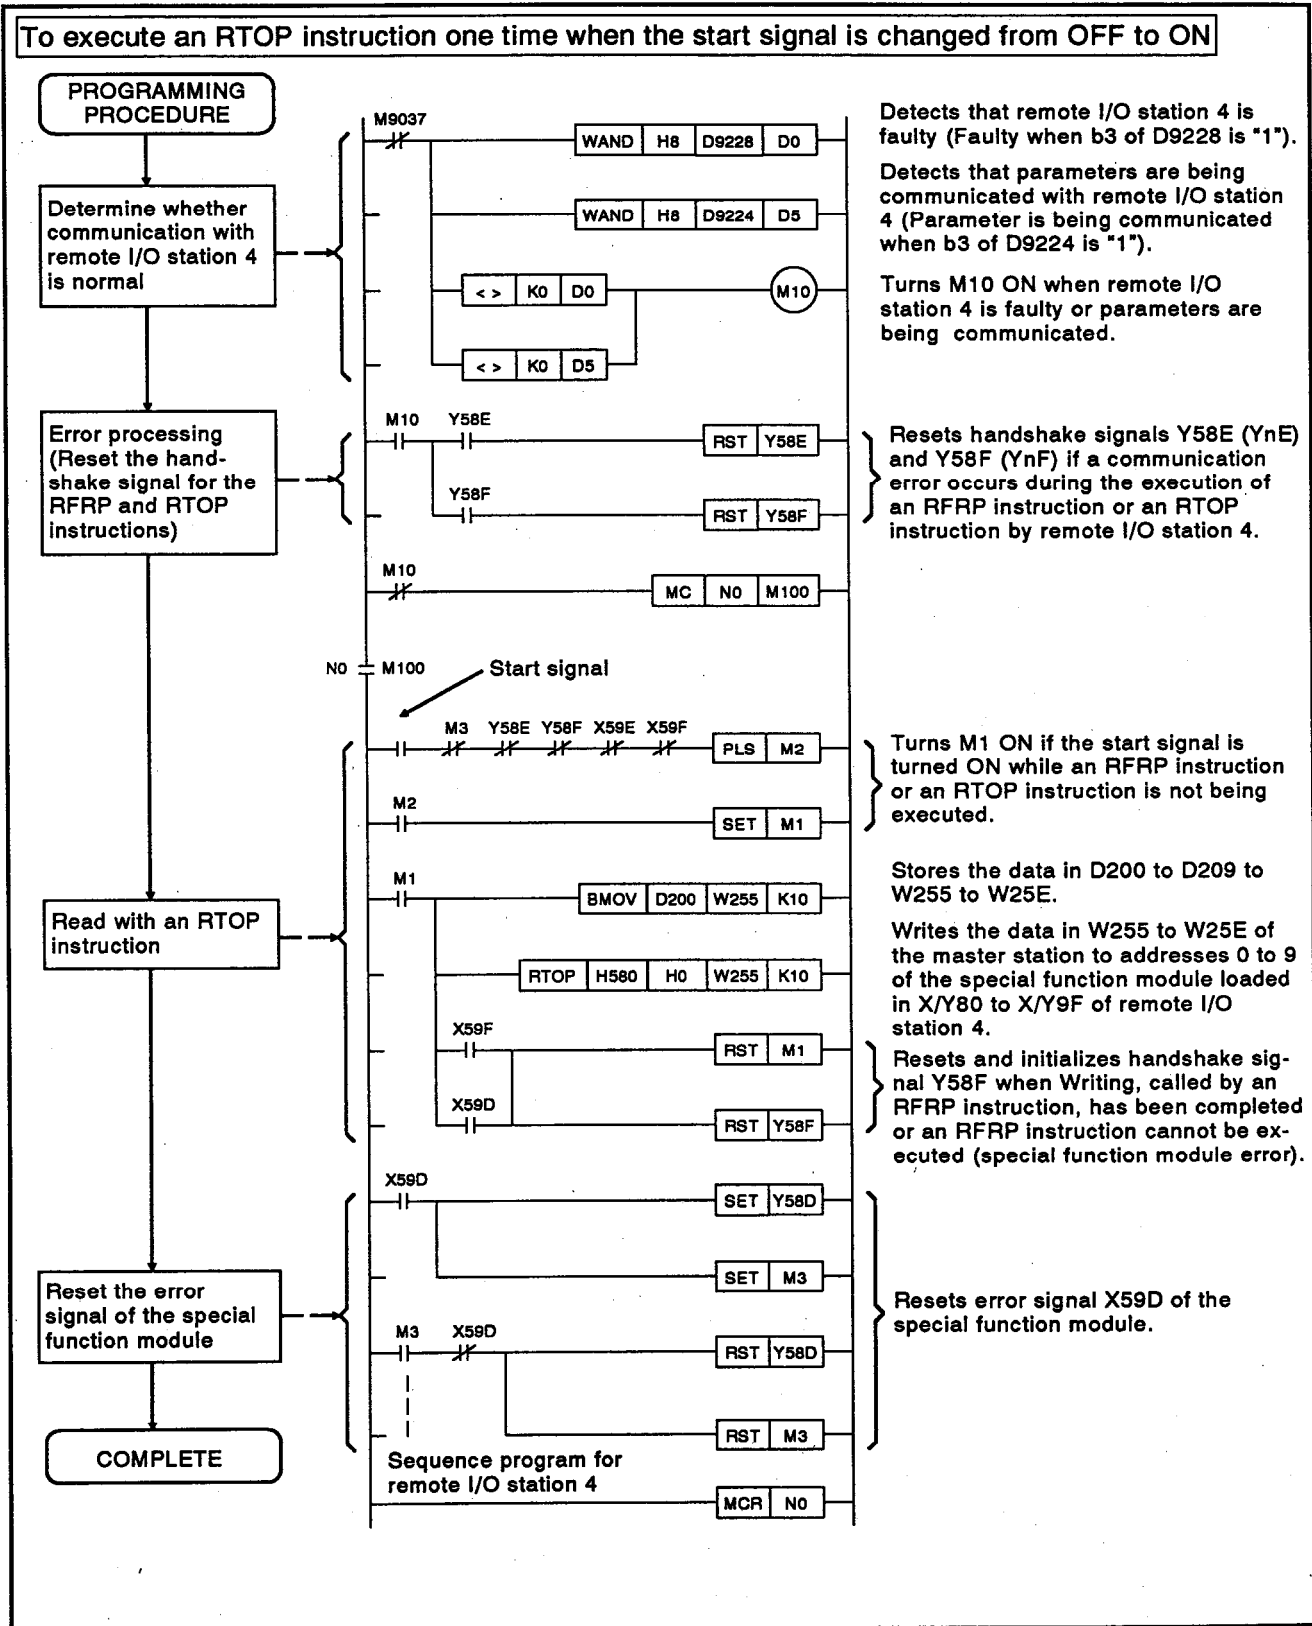 To execute an RTOP instruction one time when the start signal is changed from OFF to ON
PROGRAMMING
PROCEDURE
Determine whether
communication with
remote I/O station 4
is normal
M9037
WAND H8 D9228 D0
WAND H8 D9224 D5
< > K0 D0
M10
< > K0 D5
Detects that remote I/O station 4 is
faulty (Faulty when b3 of D9228 is "1").
Detects that parameters are being
communicated with remote I/O station
4 (Parameter is being communicated
when b3 of D9224 is "1").
Turns M10 ON when remote I/O
station 4 is faulty or parameters are
being communicated.
Error processing
(Reset the hand-
shake signal for the
RFRP and RTOP
instructions)
M10 Y58E
RST Y58E
Y58F
RST Y58F
Resets handshake signals Y58E (YnE)
and Y58F (YnF) if a communication
error occurs during the execution of
an RFRP instruction or an RTOP
instruction by remote I/O station 4.
M10
MC N0 M100
N0 M100
Start signal
M3 Y58E Y58F X59E X59F
PLS M2
M2
SET M1
Turns M1 ON if the start signal is
turned ON while an RFRP instruction
or an RTOP instruction is not being
executed.
Read with an RTOP
instruction
M1
BMOV D200 W255 K10
RTOP H580 H0 W255 K10
X59F
RST M1
X59D
RST Y58F
Stores the data in D200 to D209 to
W255 to W25E.
Writes the data in W255 to W25E of
the master station to addresses 0 to 9
of the special function module loaded
in X/Y80 to X/Y9F of remote I/O
station 4.
Resets and initializes handshake sig-
nal Y58F when Writing, called by an
RFRP instruction, has been completed
or an RFRP instruction cannot be ex-
ecuted (special function module error).
Reset the error
signal of the special
function module
X59D
SET Y58D
SET M3
M3 X59D
RST Y58D
RST M3
Resets error signal X59D of the
special function module.
COMPLETE
Sequence program for
remote I/O station 4
MCR N0